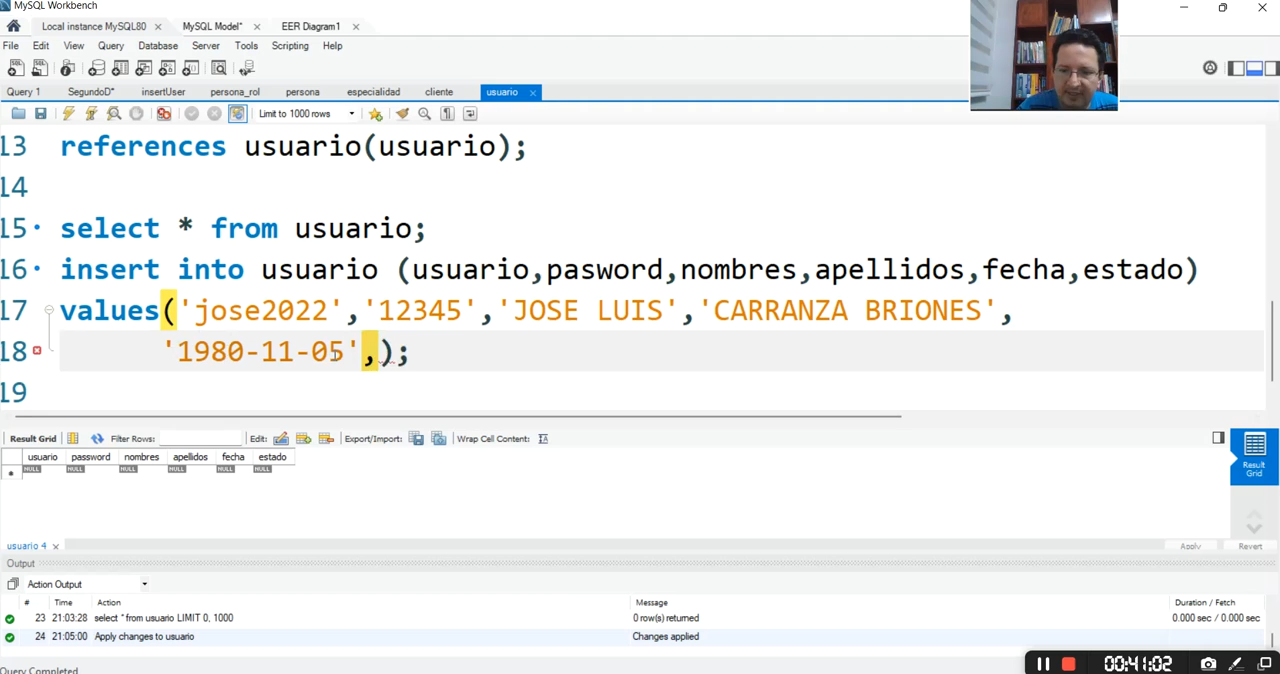 MySQL Workbench
Local instance MySQL80 × MySQL Model* × EER Diagram1 ×
File Edit View Query Database Server Tools Scripting Help
Query 1 SegundoD* insertUser persona_rol persona especialidad cliente usuario ×
Limit to 1000 rows
13 references usuario(usuario);
14
15 select * from usuario;
16 insert into usuario (usuario,pasword,nombres,apellidos,fecha,estado)
17 values('jose2022','12345','JOSE LUIS','CARRANZA BRIONES',
18 '1980-11-05',);
19
Result Grid Filter Rows: Edit: Export/Import: Wrap Cell Content:
usuario password nombres apellidos fecha estado
NULL NULL NULL NULL NULL NULL
Result Grid
usuario 4 × Apply Revert
Output
Action Output
# Time Action Message Duration / Fetch
23 21:03:28 select * from usuario LIMIT 0, 1000 0 row(s) returned 0.000 sec / 0.000 sec
24 21:05:00 Apply changes to usuario Changes applied
Query Completed
00:41:02